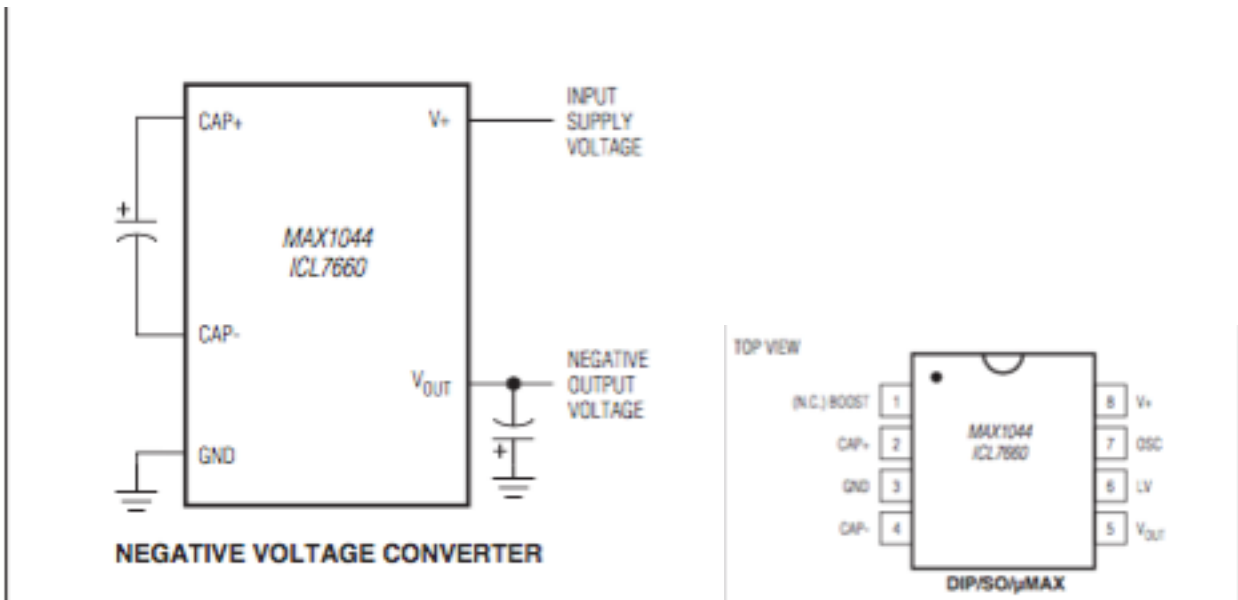 CAP+
V+
INPUT
SUPPLY
VOLTAGE
+
MAX1044
ICL7660
CAP-
VOUT
NEGATIVE
OUTPUT
VOLTAGE
+
GND
NEGATIVE VOLTAGE CONVERTER
TOP VIEW
(N.C.) BOOST 1
8 V+
CAP+ 2
MAX1044
7 OSC
ICL7660
GND 3
6 LV
CAP- 4
5 VOUT
DIP/SO/µMAX